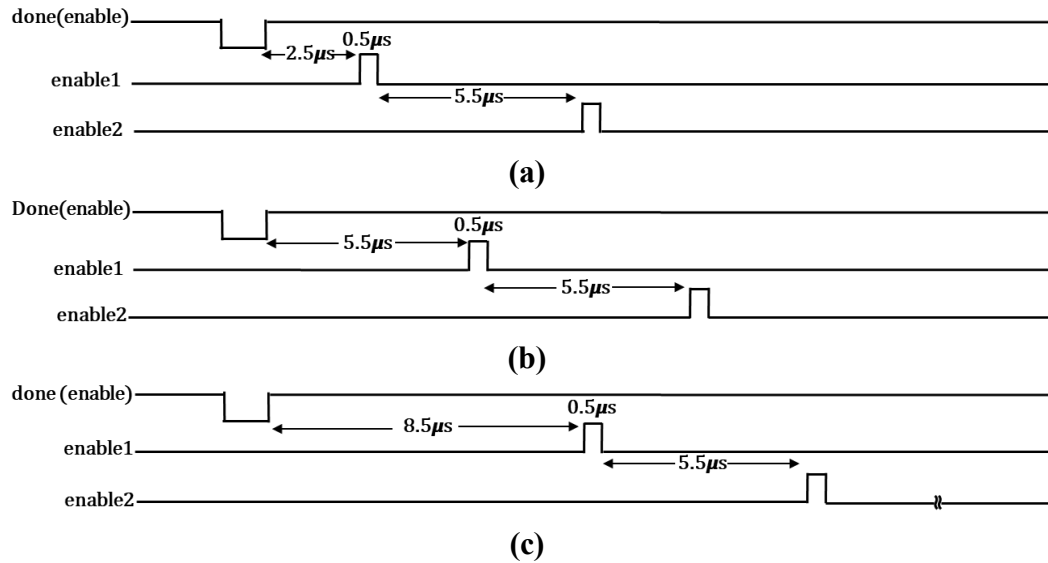 done(enable)
0.5μs
2.5μs
enable1
5.5μs
enable2
(a)
Done(enable)
0.5μs
5.5μs
enable1
5.5μs
enable2
(b)
done (enable)
0.5μs
8.5μs
enable1
5.5μs
enable2
(c)